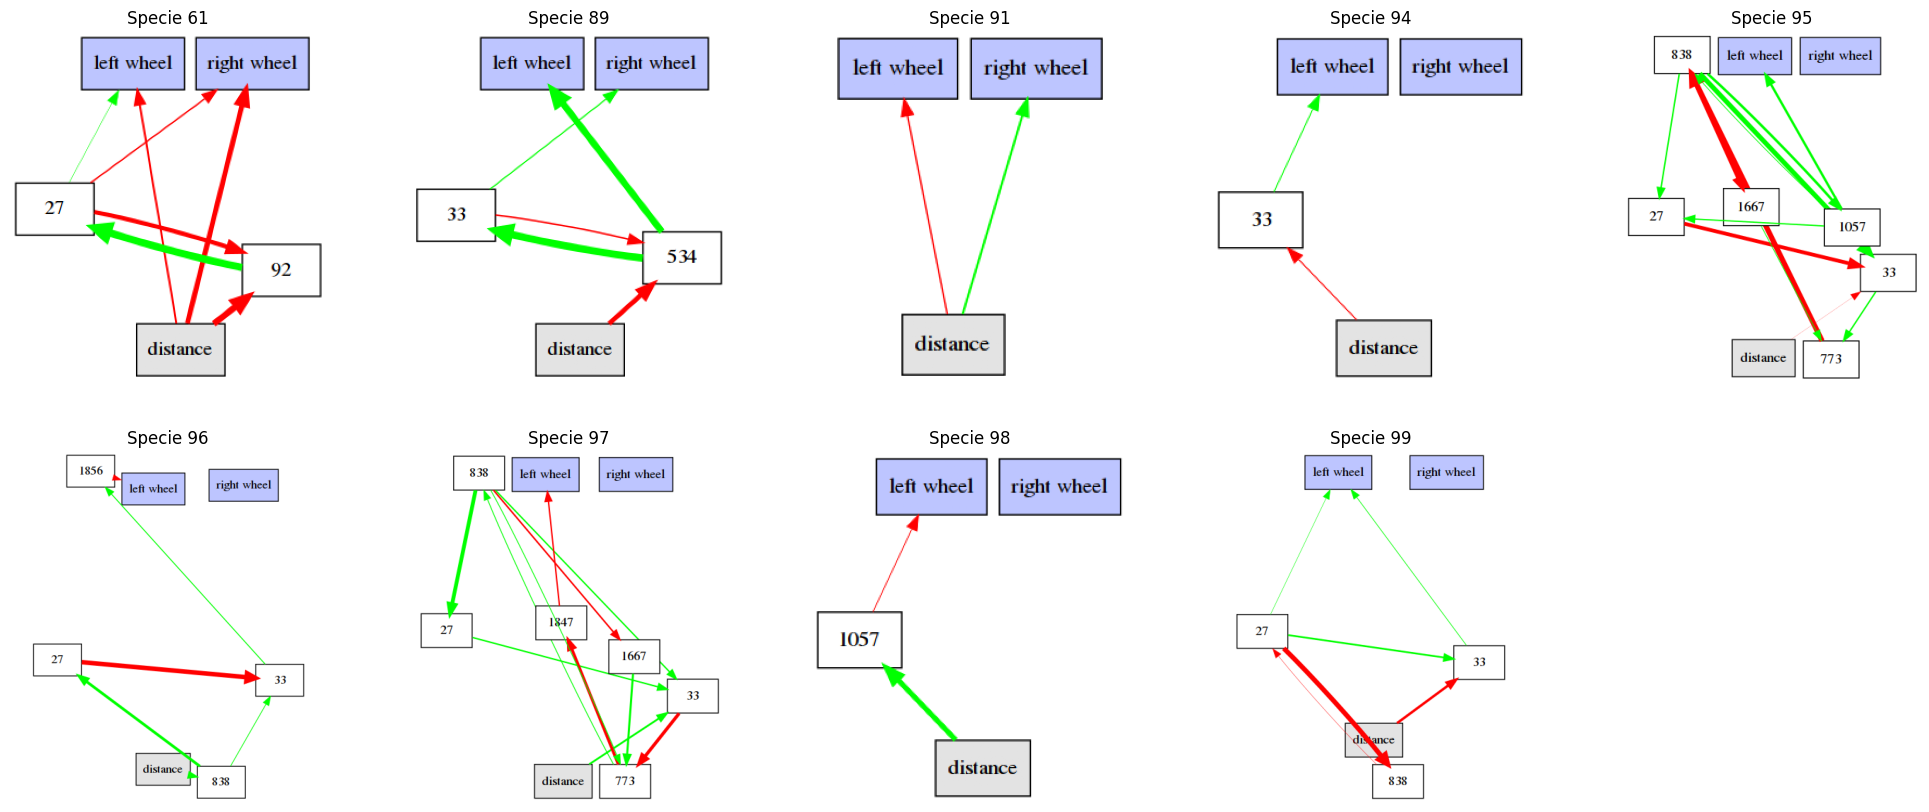 Specie 61
left wheel
right wheel
27
92
distance
Specie 89
left wheel
right wheel
33
534
distance
Specie 91
left wheel
right wheel
distance
Specie 94
left wheel
right wheel
33
distance
Specie 95
838
left wheel
right wheel
27
1667
1057
33
distance
773
Specie 96
1856
left wheel
right wheel
27
33
distance
838
Specie 97
838
left wheel
right wheel
27
1847
1667
33
distance
773
Specie 98
left wheel
right wheel
1057
distance
Specie 99
left wheel
right wheel
27
33
distance
838